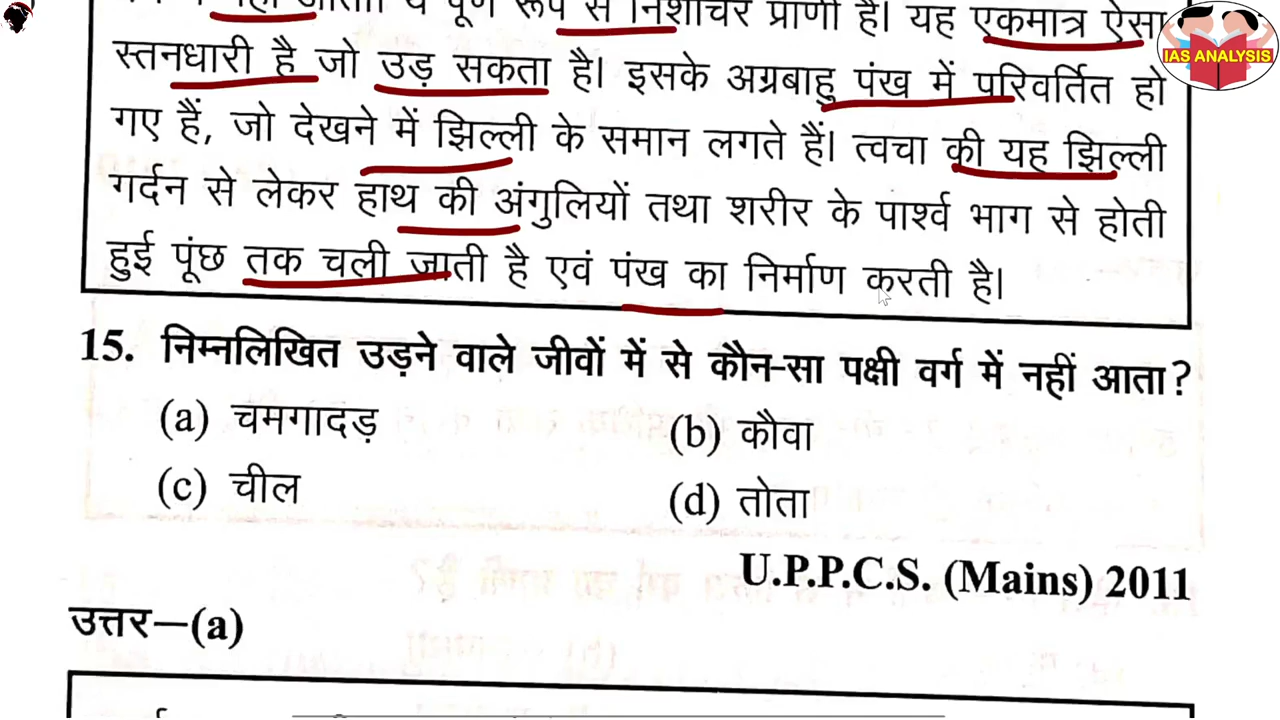 पूर्ण रूप से निशाचर प्राणी हैं। यह एकमात्र ऐसा
स्तनधारी है जो उड़ सकता है। इसके अग्रबाहु पंख में परिवर्तित हो
गए हैं, जो देखने में झिल्ली के समान लगते हैं। त्वचा की यह झिल्ली
गर्दन से लेकर हाथ की अंगुलियों तथा शरीर के पार्श्व भाग से होती
हुई पूंछ तक चली जाती है एवं पंख का निर्माण करती है।
IAS ANALYSIS
15. निम्नलिखित उड़ने वाले जीवों में से कौन-सा पक्षी वर्ग में नहीं आता?
(a) चमगादड़ (b) कौवा
(c) चील (d) तोता
U.P.P.C.S. (Mains) 2011
उत्तर—(a)